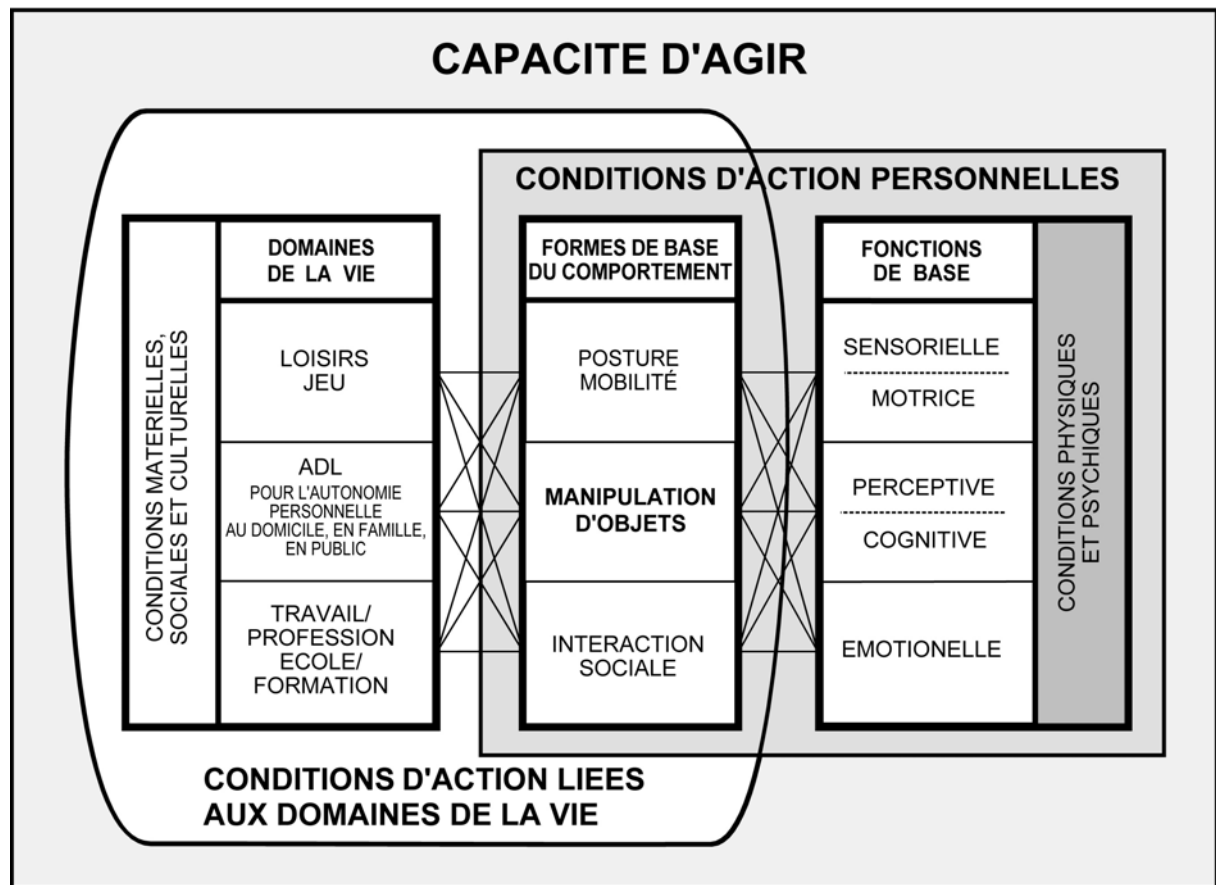 CAPACITE D'AGIR
CONDITIONS D'ACTION PERSONNELLES
CONDITIONS MATERIELLES,
SOCIALES ET CULTURELLES
DOMAINES
DE LA VIE
LOISIRS
JEU
ADL
POUR L'AUTONOMIE
PERSONNELLE
AU DOMICILE, EN FAMILLE,
EN PUBLIC
TRAVAIL/
PROFESSION
ECOLE/
FORMATION
FORMES DE BASE
DU COMPORTEMENT
POSTURE
MOBILITÉ
MANIPULATION
D'OBJETS
INTERACTION
SOCIALE
FONCTIONS
DE BASE
SENSORIELLE
MOTRICE
PERCEPTIVE
COGNITIVE
EMOTIONELLE
CONDITIONS PHYSIQUES
ET PSYCHIQUES
CONDITIONS D'ACTION LIEES
AUX DOMAINES DE LA VIE